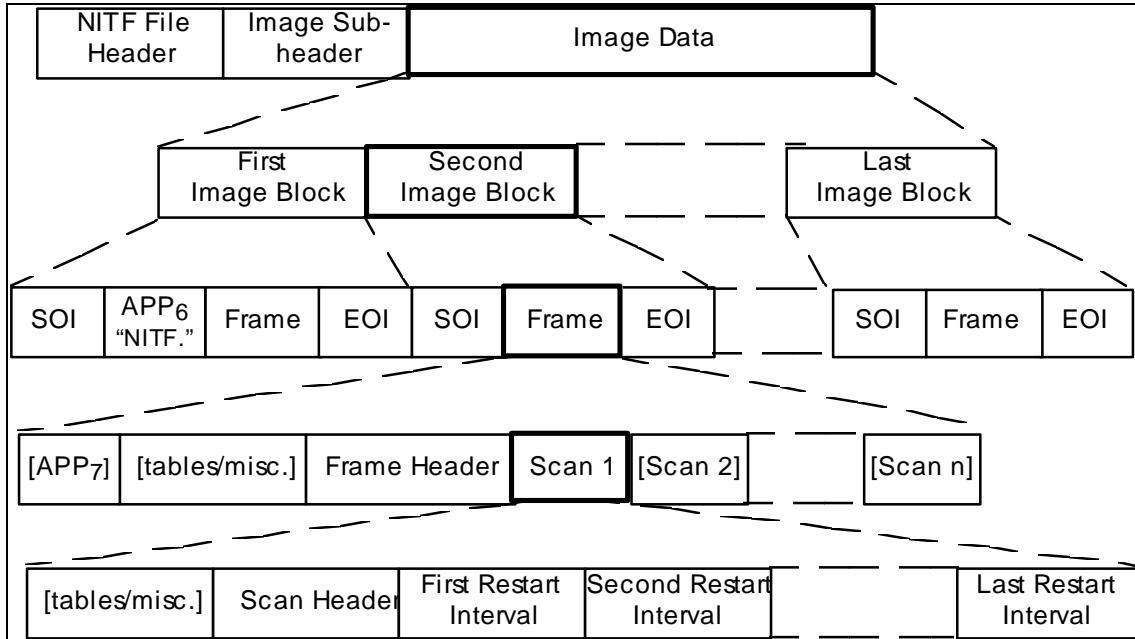 NITF File
Header
Image Sub-
header
Image Data
First
Image Block
Second
Image Block
Last
Image Block
SOI
APP6
“NITF.”
Frame
EOI
SOI
Frame
EOI
SOI
Frame
EOI
[APP7]
[tables/misc.]
Frame Header
Scan 1
[Scan 2]
[Scan n]
[tables/misc.]
Scan Header
First Restart
Interval
Second Restart
Interval
Last Restart
Interval